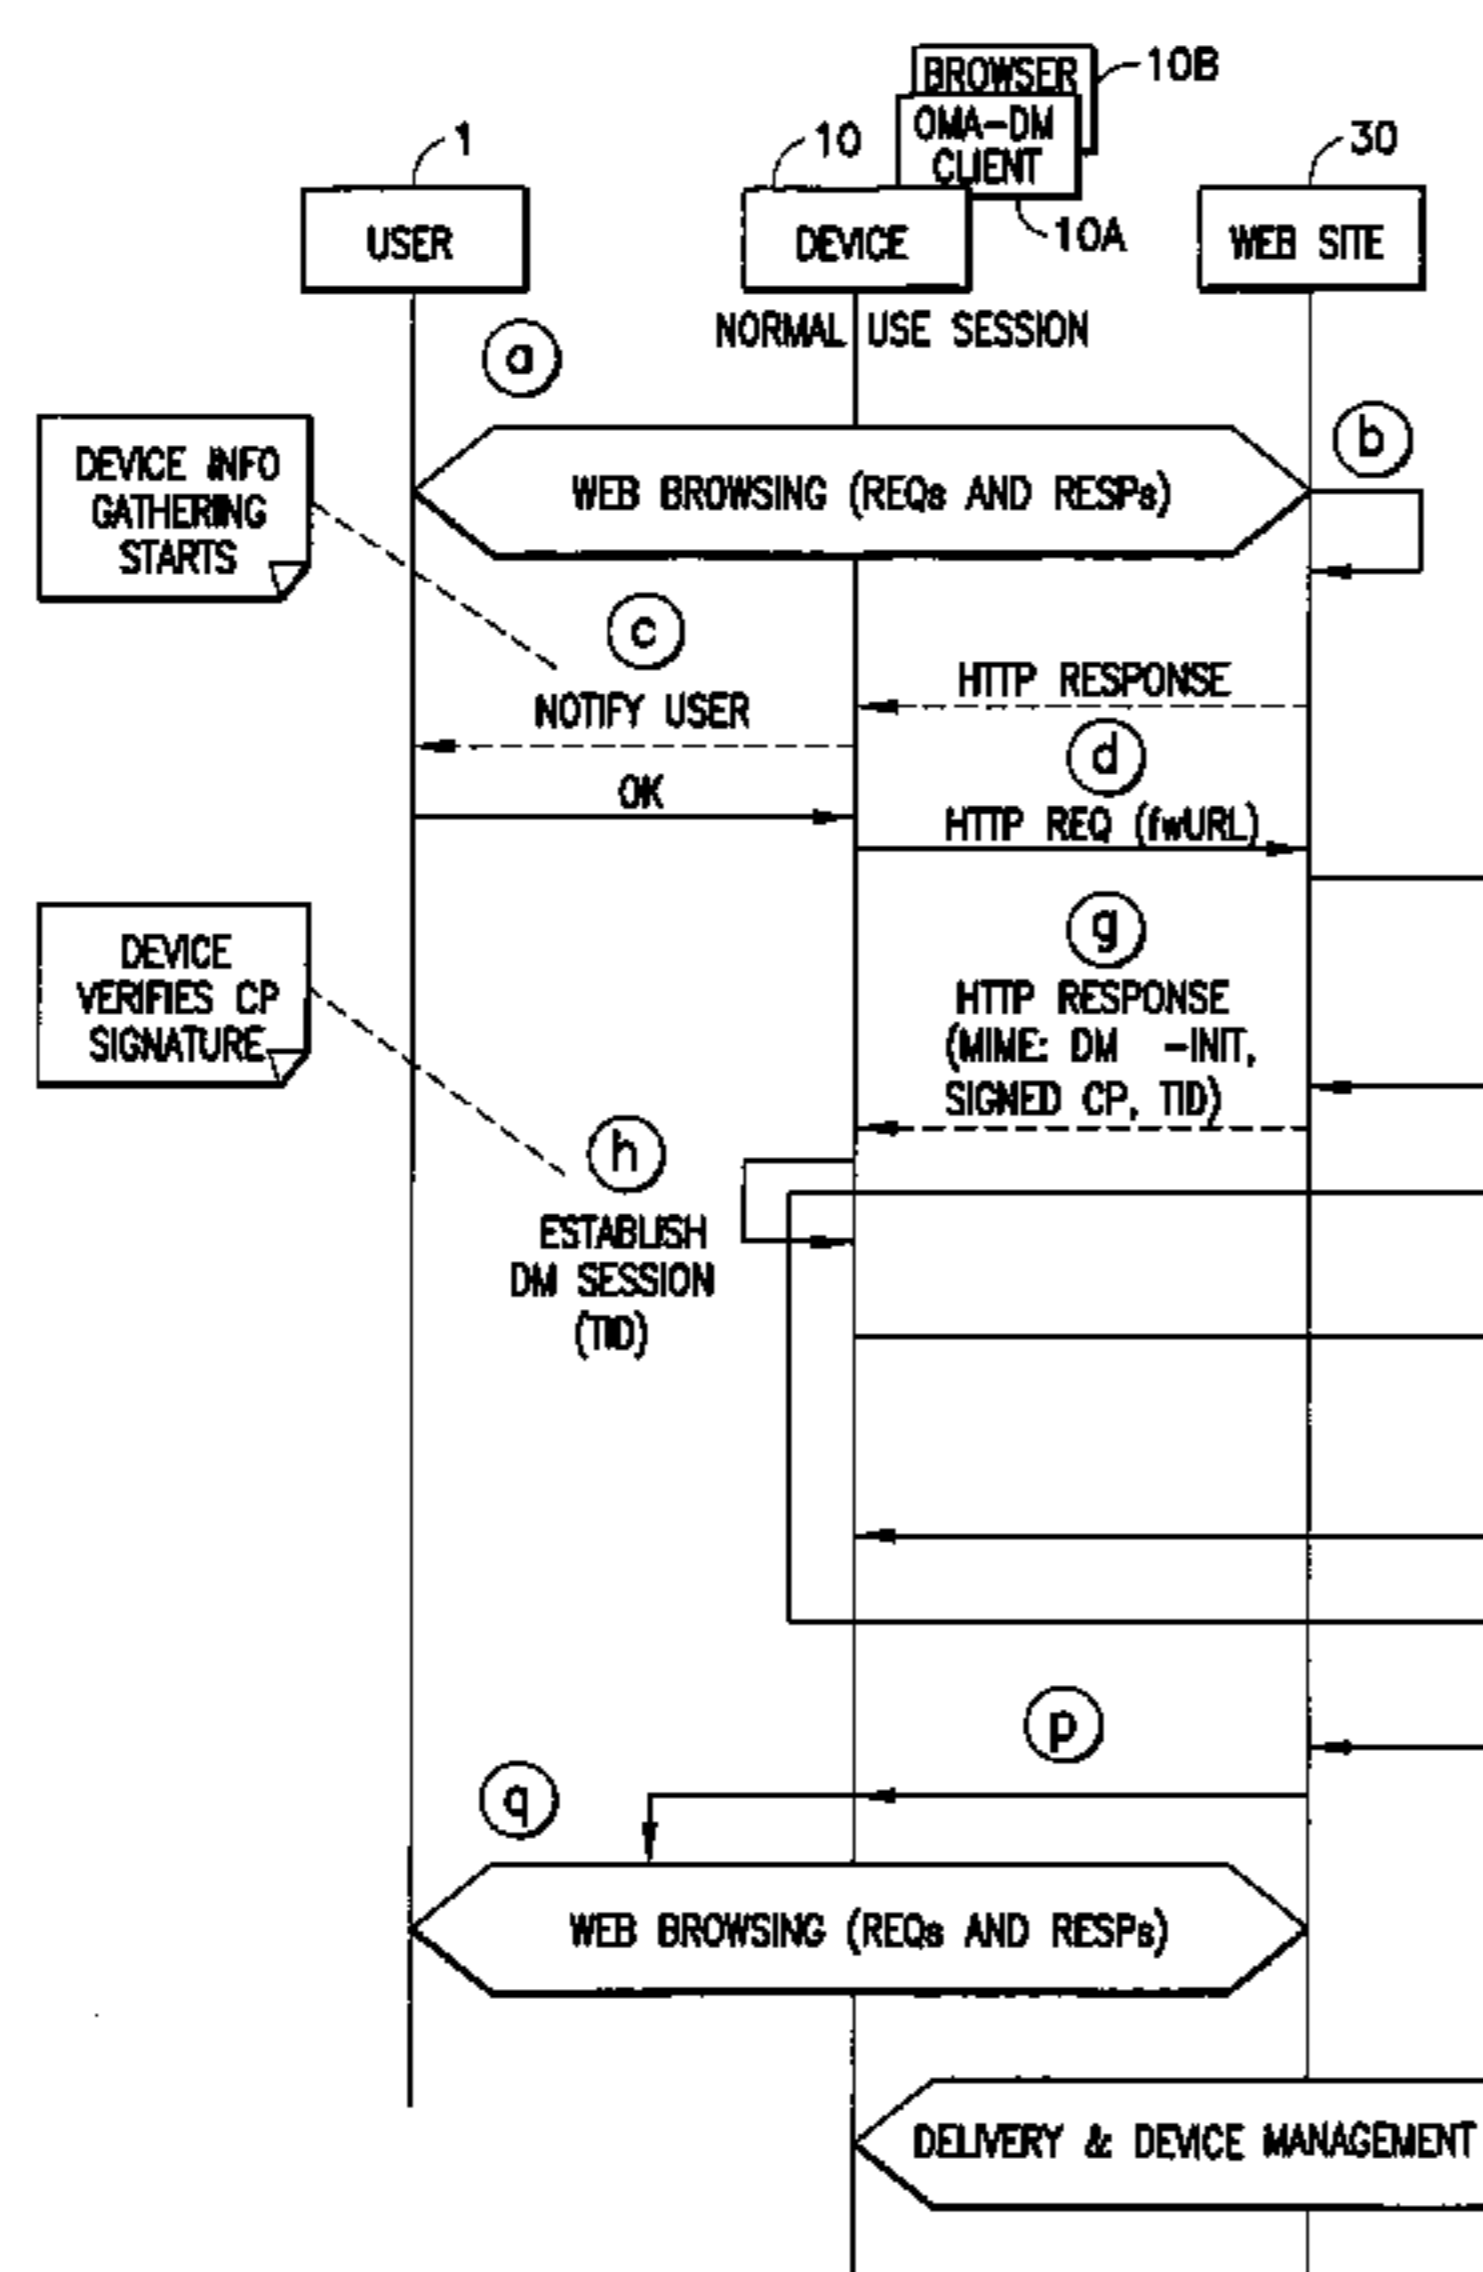 BROWSER
10B
OMA-DM
CLIENT
10A
1
10
30
USER
DEVICE
WEB SITE
NORMAL USE SESSION
a
b
DEVICE INFO
GATHERING
STARTS
WEB BROWSING (REQs AND RESPs)
c
HTTP RESPONSE
NOTIFY USER
d
OK
HTTP REQ (fwURL)
g
DEVICE
VERIFIES CP
SIGNATURE
HTTP RESPONSE
(MIME: DM -INIT,
SIGNED CP, TID)
h
ESTABLISH
DM SESSION
(TID)
p
q
WEB BROWSING (REQs AND RESPs)
DELIVERY & DEVICE MANAGEMENT